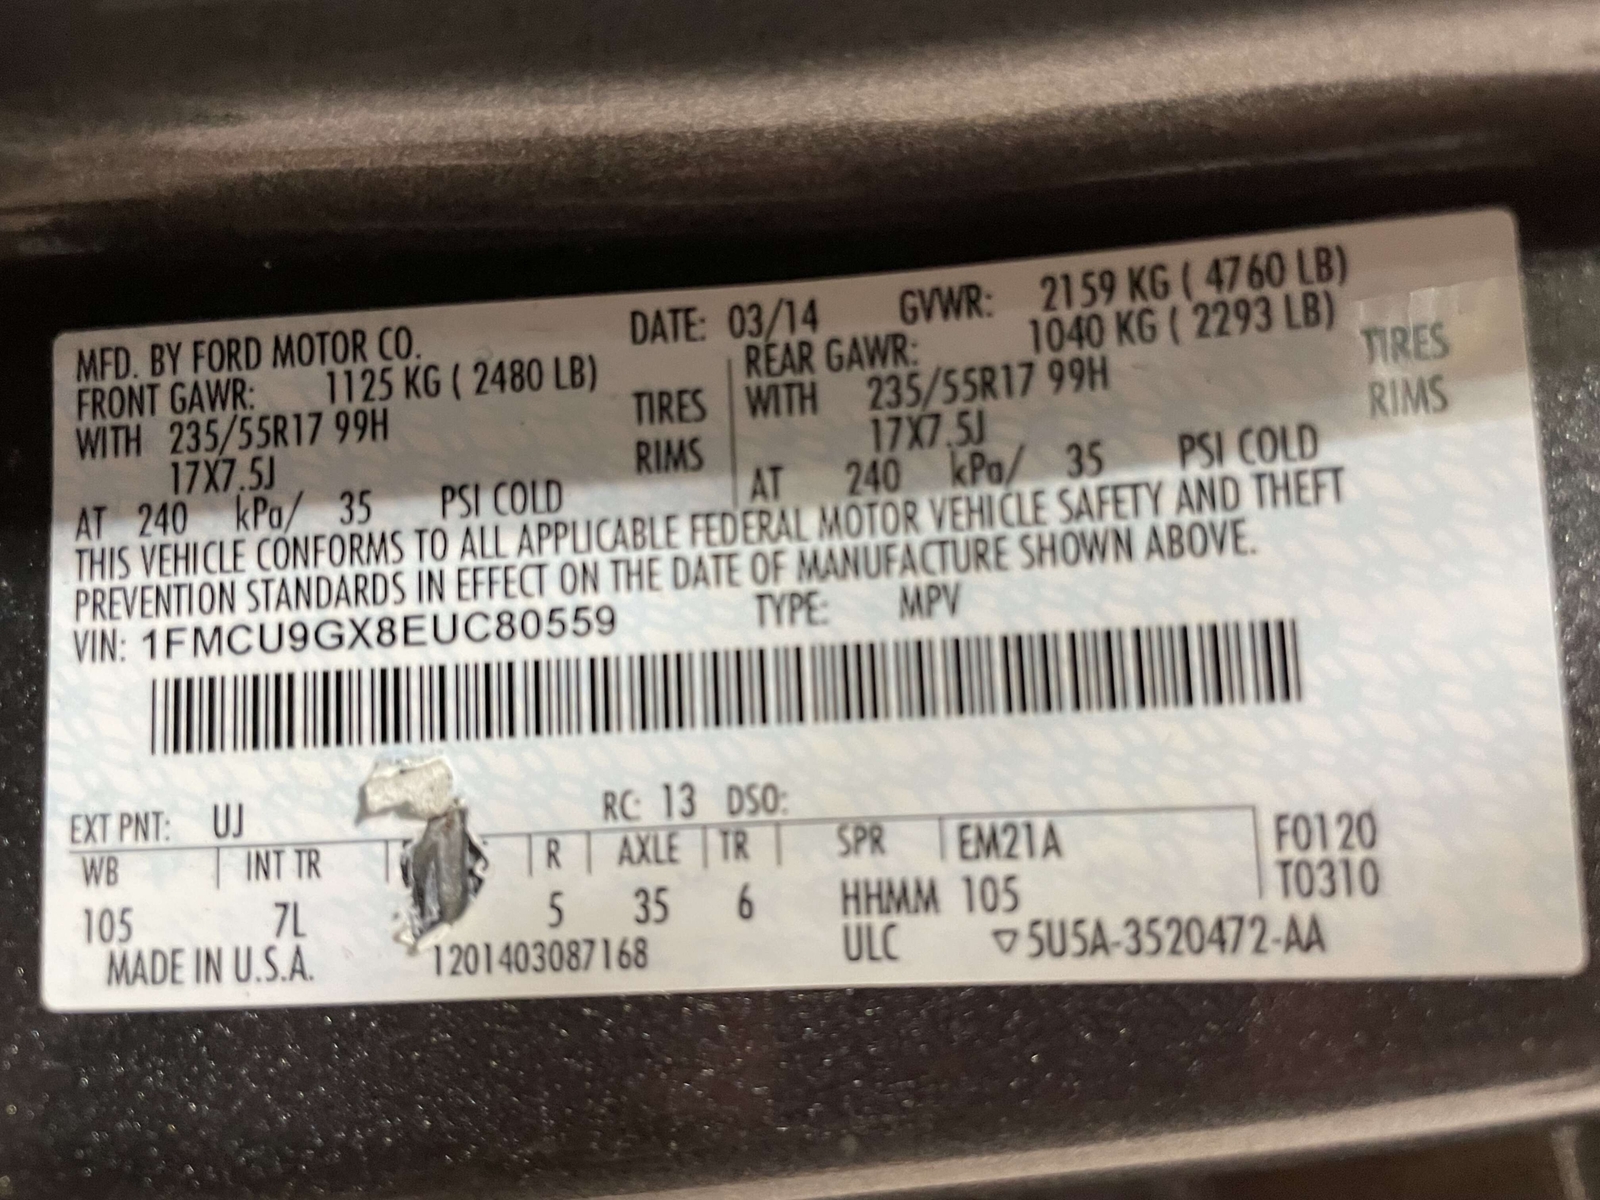 MFD. BY FORD MOTOR CO. DATE: 03/14 GVWR: 2159 KG ( 4760 LB)
FRONT GAWR: 1125 KG ( 2480 LB) REAR GAWR: 1040 KG ( 2293 LB)
WITH 235/55R17 99H TIRES WITH 235/55R17 99H TIRES
17X7.5J RIMS 17X7.5J RIMS
AT 240 kPa/ 35 PSI COLD AT 240 kPa/ 35 PSI COLD
THIS VEHICLE CONFORMS TO ALL APPLICABLE FEDERAL MOTOR VEHICLE SAFETY AND THEFT
PREVENTION STANDARDS IN EFFECT ON THE DATE OF MANUFACTURE SHOWN ABOVE.
VIN: 1FMCU9GX8EUC80559 TYPE: MPV
EXT PNT: UJ RC: 13 DSO:
WB INT TR R AXLE TR SPR EM21A F0120
105 7L 5 35 6 HHMM 105 T0310
MADE IN U.S.A. 1201403087168 ULC ▽5U5A-3520472-AA